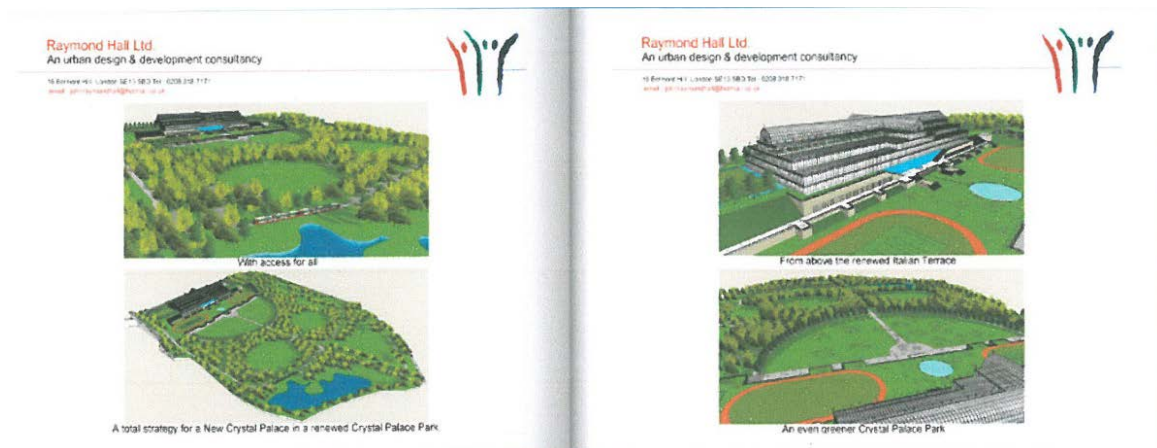 Raymond Hall Ltd.
An urban design & development consultancy
With access for all
A total strategy for a New Crystal Palace in a renewed Crystal Palace Park
Raymond Hall Ltd.
An urban design & development consultancy
From above the renewed Italian Terrace
An even greener Crystal Palace Park